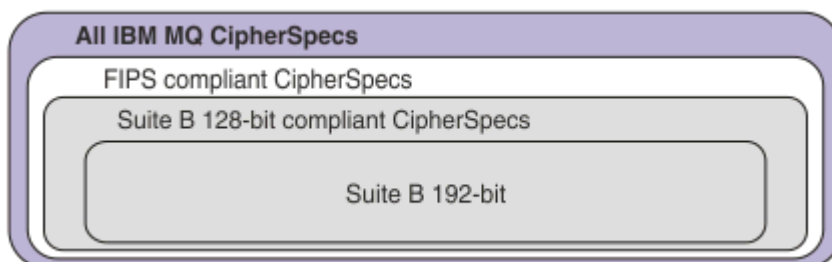 All IBM MQ CipherSpecs
FIPS compliant CipherSpecs
Suite B 128-bit compliant CipherSpecs
Suite B 192-bit